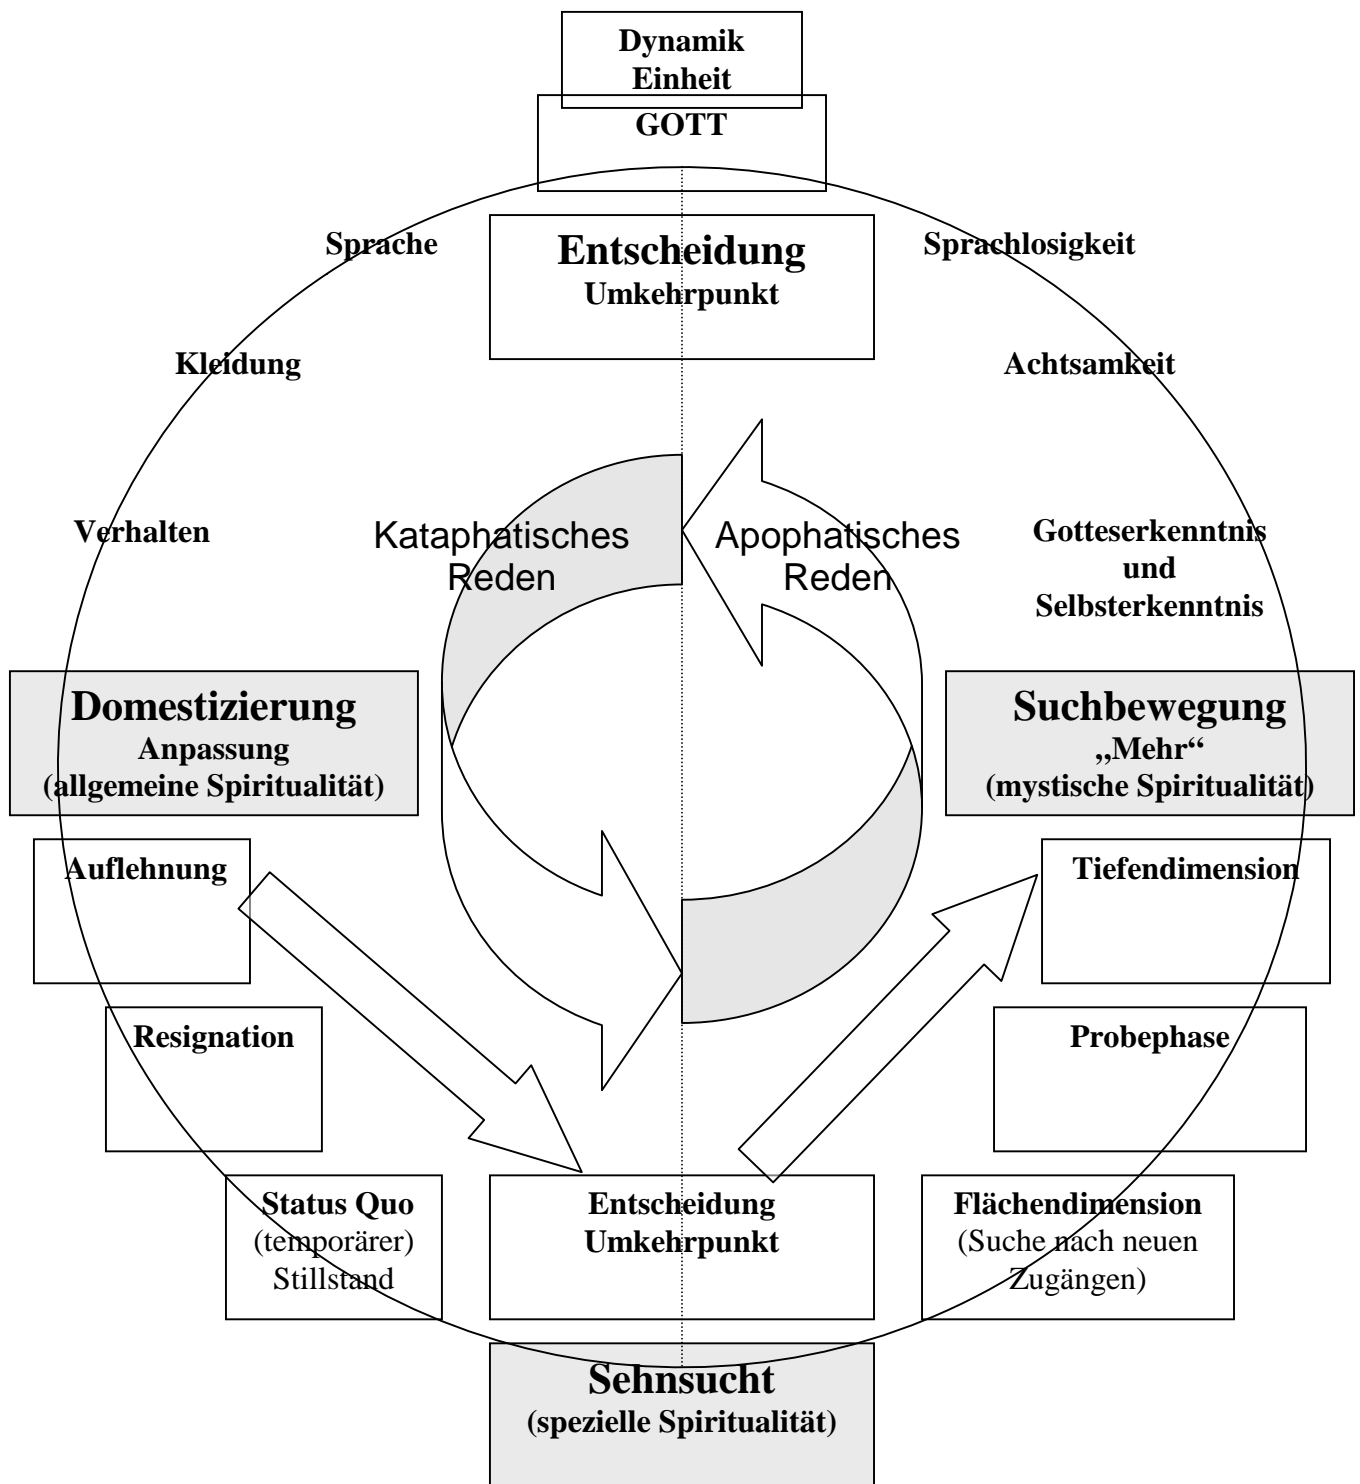 Dynamik
Einheit
GOTT
Sprache
Entscheidung
Umkehrpunkt
Sprachlosigkeit
Kleidung
Achtsamkeit
Verhalten
Kataphatisches
Reden
Apophatisches
Reden
Gotteserkenntnis
und
Selbsterkenntnis
Domestizierung
Anpassung
(allgemeine Spiritualität)
Suchbewegung
„Mehr“
(mystische Spiritualität)
Auflehnung
Tiefendimension
Resignation
Probephase
Status Quo
(temporärer)
Stillstand
Entscheidung
Umkehrpunkt
Flächendimension
(Suche nach neuen
Zugängen)
Sehnsucht
(spezielle Spiritualität)